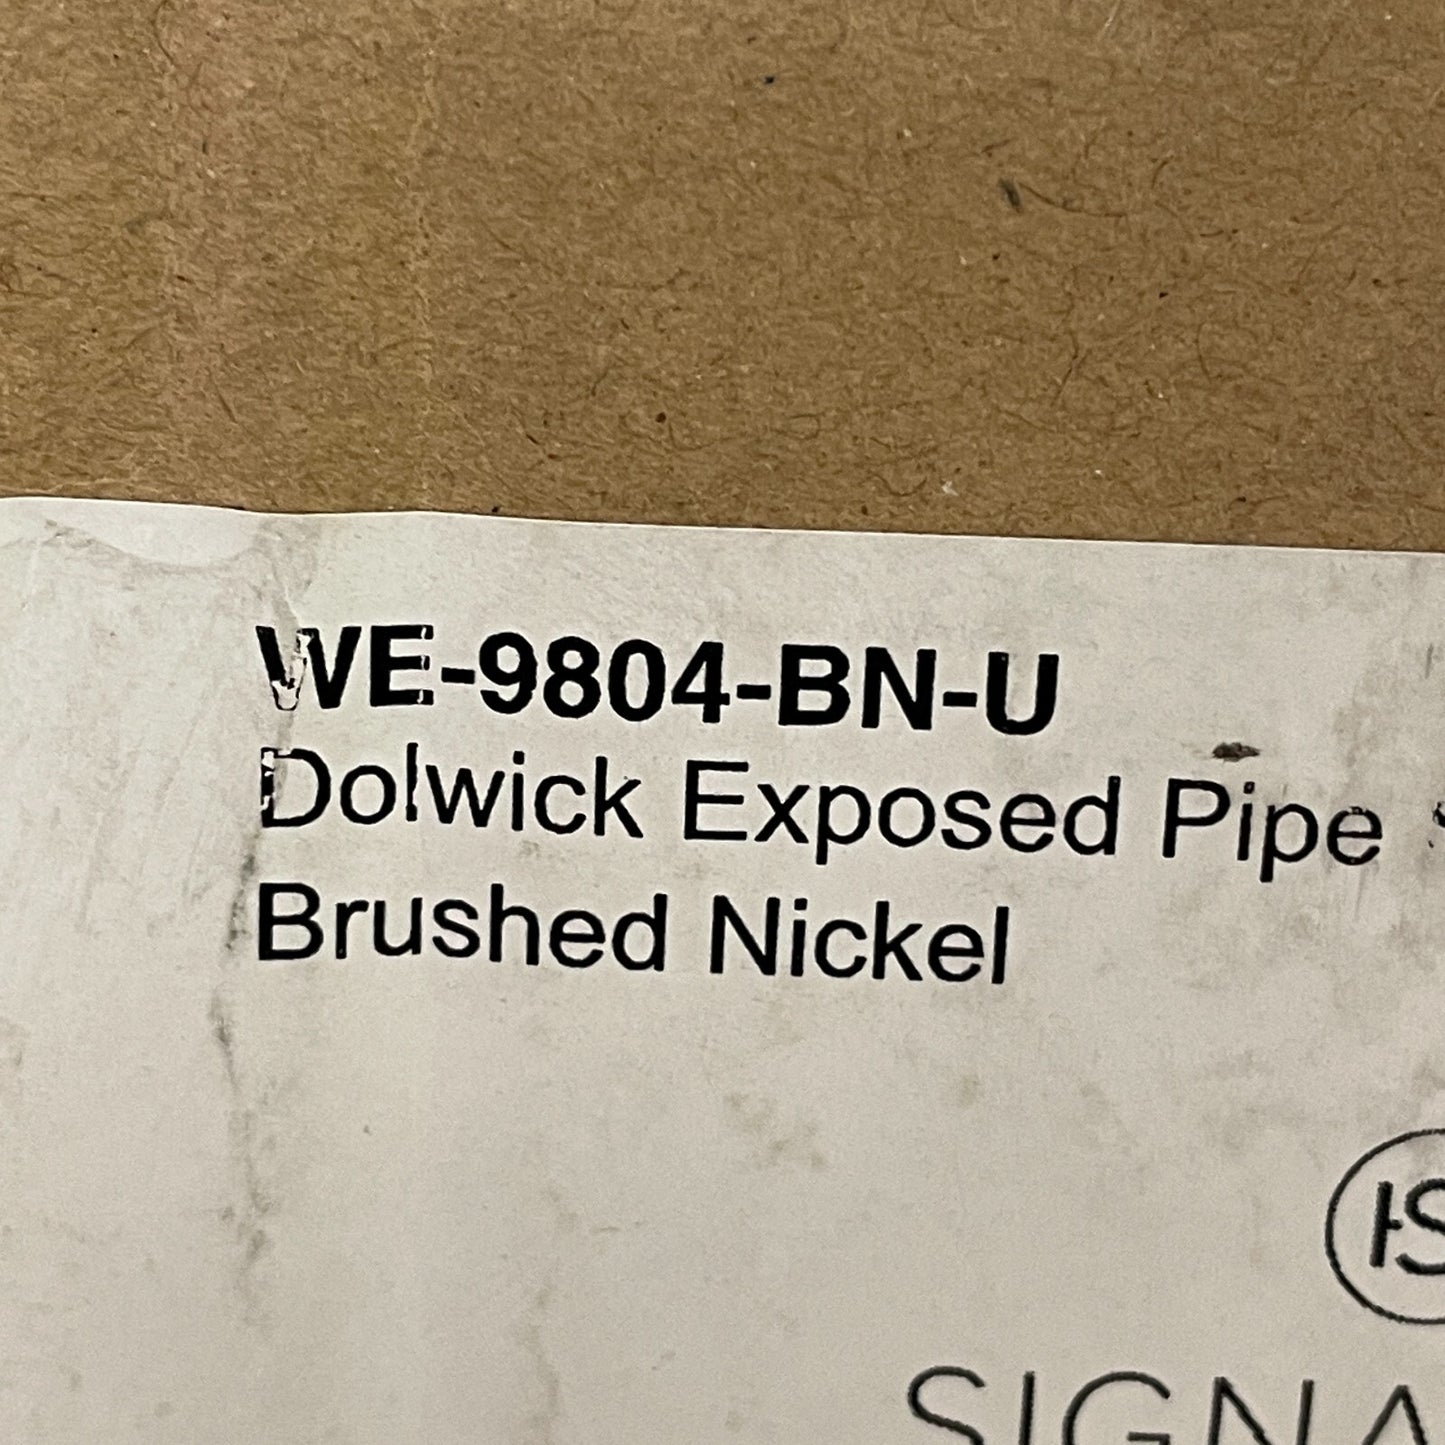 WE-9804-BN-U
Dolwick Exposed Pipe
Brushed Nickel